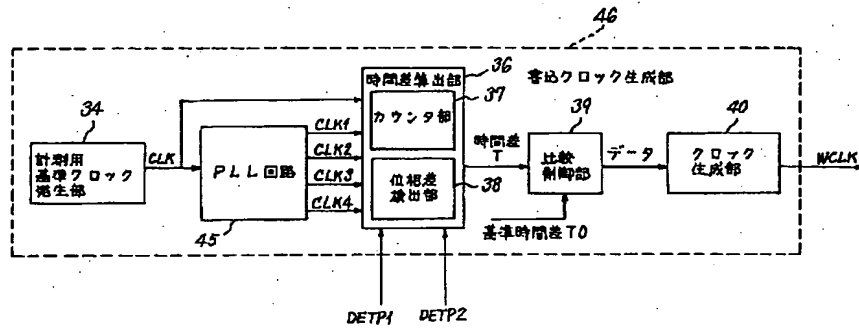 46
時間差算出部
36
書込クロック生成部
34
37
カウンタ部
39
40
計測用
基準クロック
発生部
CLK
PLL回路
CLK1
CLK2
CLK3
CLK4
時間差
T
比較
制御部
データ
クロック
生成部
WCLK
位相差
検出部
38
45
基準時間差T0
DETP1
DETP2